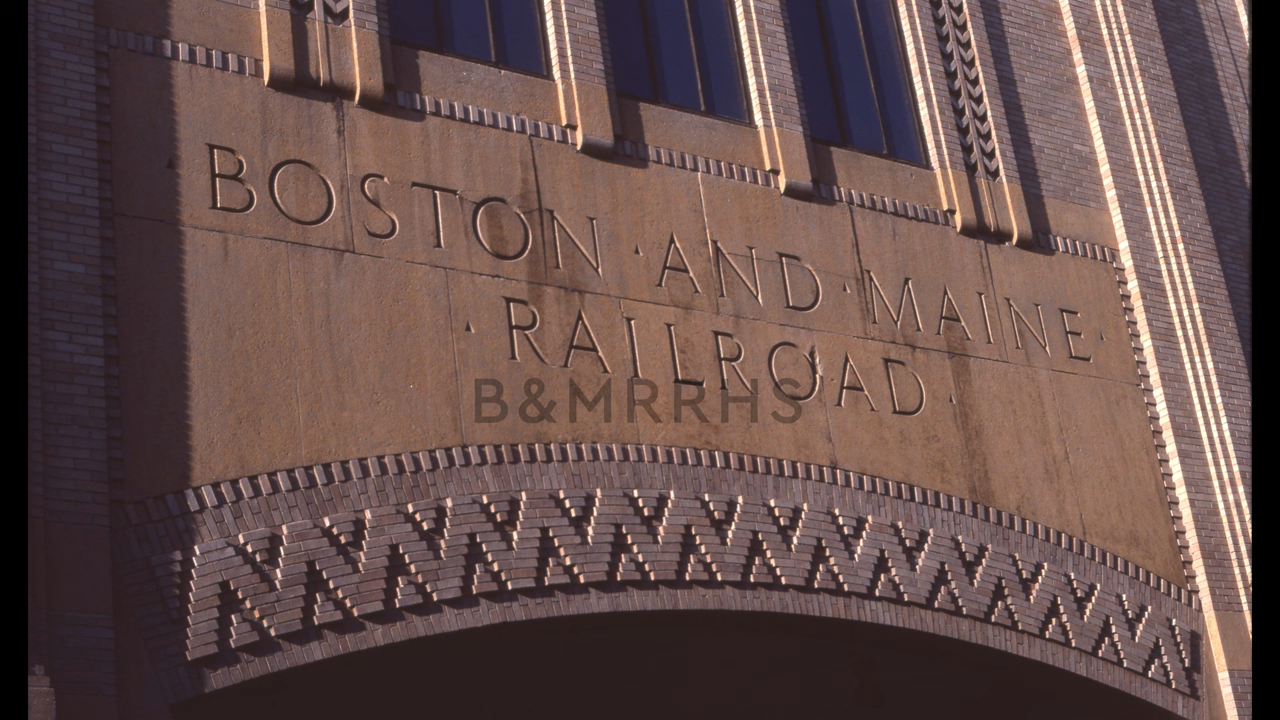 BOSTON · AND · MAINE ·
· RAILROAD ·
B&MRRHS